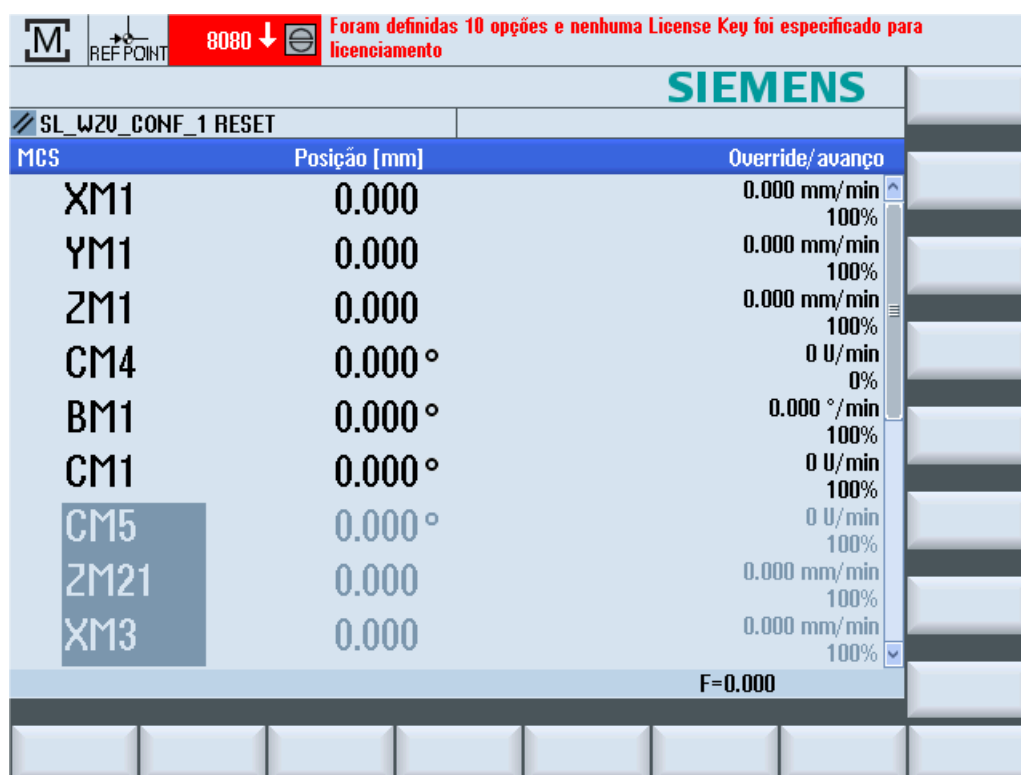 M
REF POINT
8080
Foram definidas 10 opções e nenhuma License Key foi especificado para
licenciamento
SIEMENS
SL_WZV_CONF_1 RESET
MCS Posição [mm] Override/avanço
XM1 0.000 0.000 mm/min
100%
YM1 0.000 0.000 mm/min
100%
ZM1 0.000 0.000 mm/min
100%
CM4 0.000° 0 U/min
0%
BM1 0.000° 0.000 °/min
100%
CM1 0.000° 0 U/min
100%
CM5 0.000° 0 U/min
100%
ZM21 0.000 0.000 mm/min
100%
XM3 0.000 0.000 mm/min
100%
F=0.000